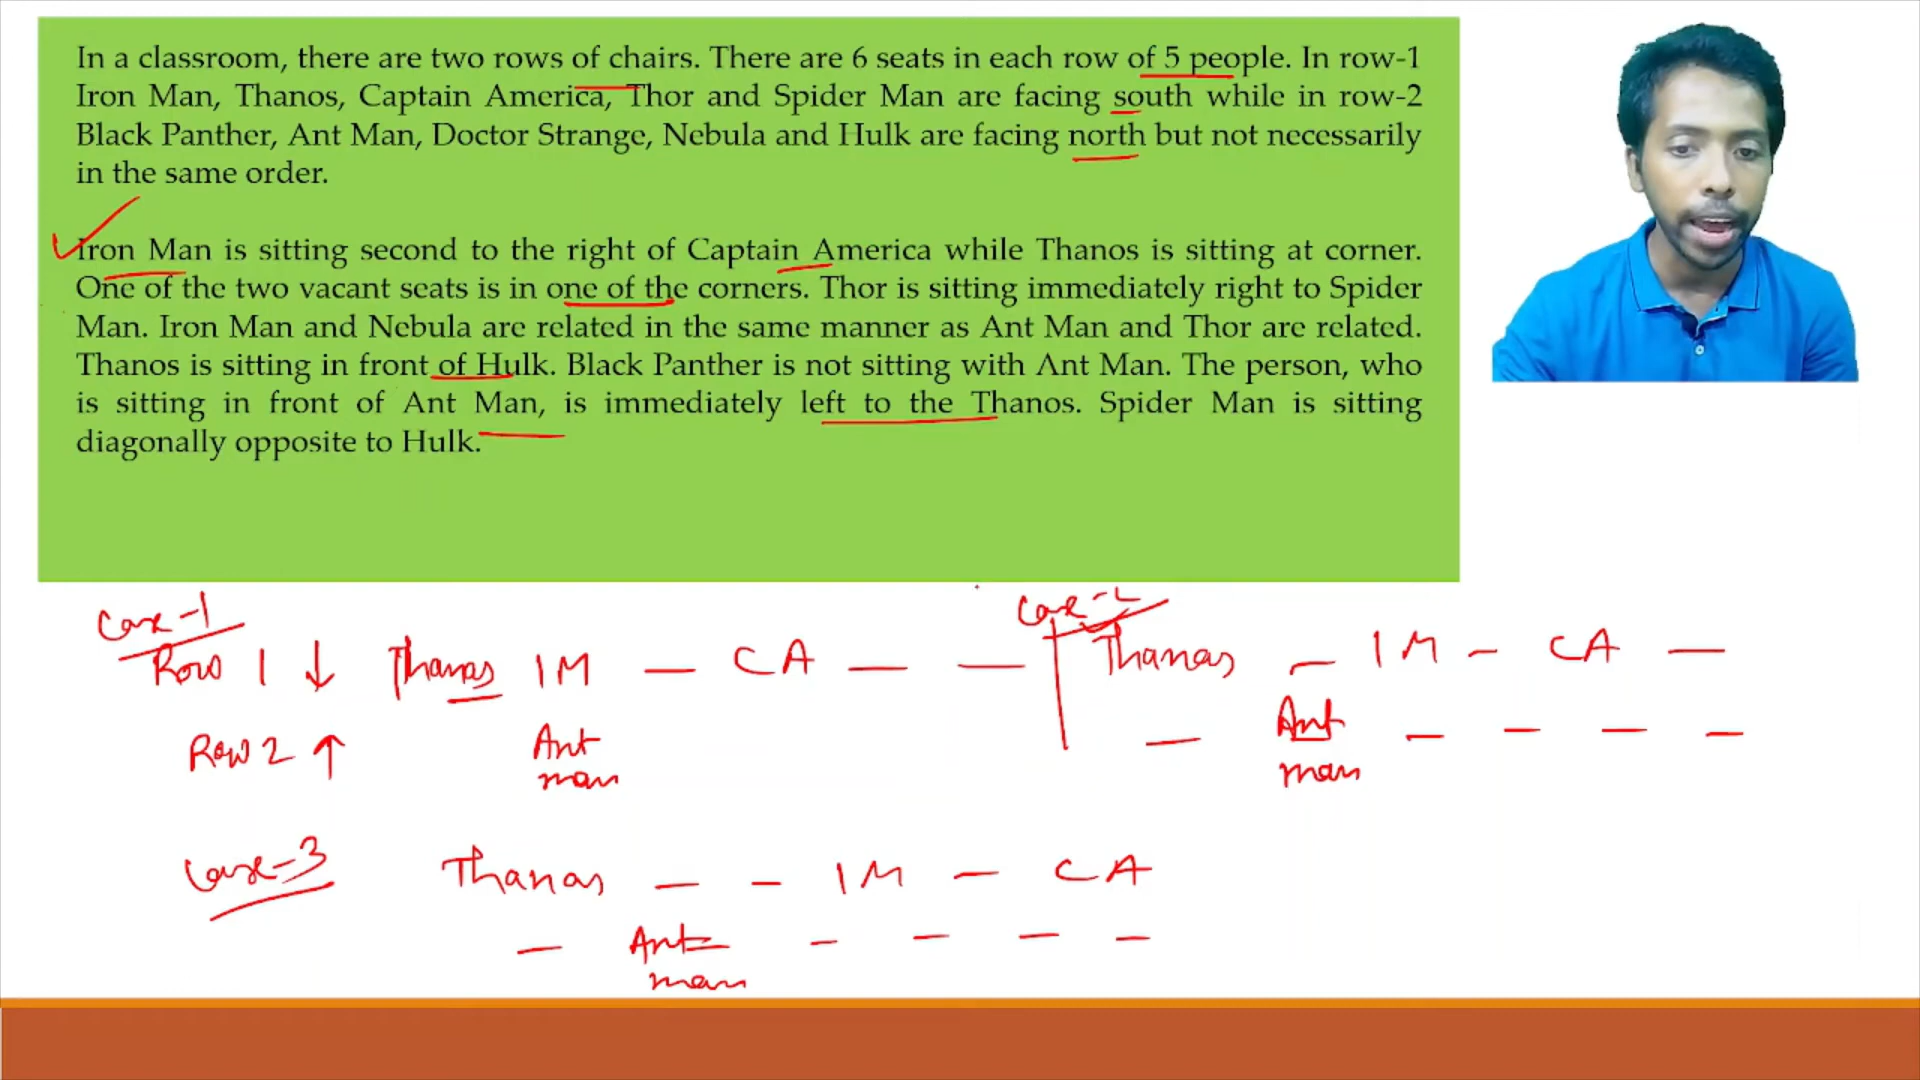 In a classroom, there are two rows of chairs. There are 6 seats in each row of 5 people. In row-1
Iron Man, Thanos, Captain America, Thor and Spider Man are facing south while in row-2
Black Panther, Ant Man, Doctor Strange, Nebula and Hulk are facing north but not necessarily
in the same order.
Iron Man is sitting second to the right of Captain America while Thanos is sitting at corner.
One of the two vacant seats is in one of the corners. Thor is sitting immediately right to Spider
Man. Iron Man and Nebula are related in the same manner as Ant Man and Thor are related.
Thanos is sitting in front of Hulk. Black Panther is not sitting with Ant Man. The person, who
is sitting in front of Ant Man, is immediately left to the Thanos. Spider Man is sitting
diagonally opposite to Hulk.
Case-1
Case-2
Row 1 ↓ Thanos IM — CA — —
Thanos — IM — CA —
Row 2 ↑ Ant man
— Ant man — — — —
Case-3 Thanos — — IM — CA
— Ant man — — — —